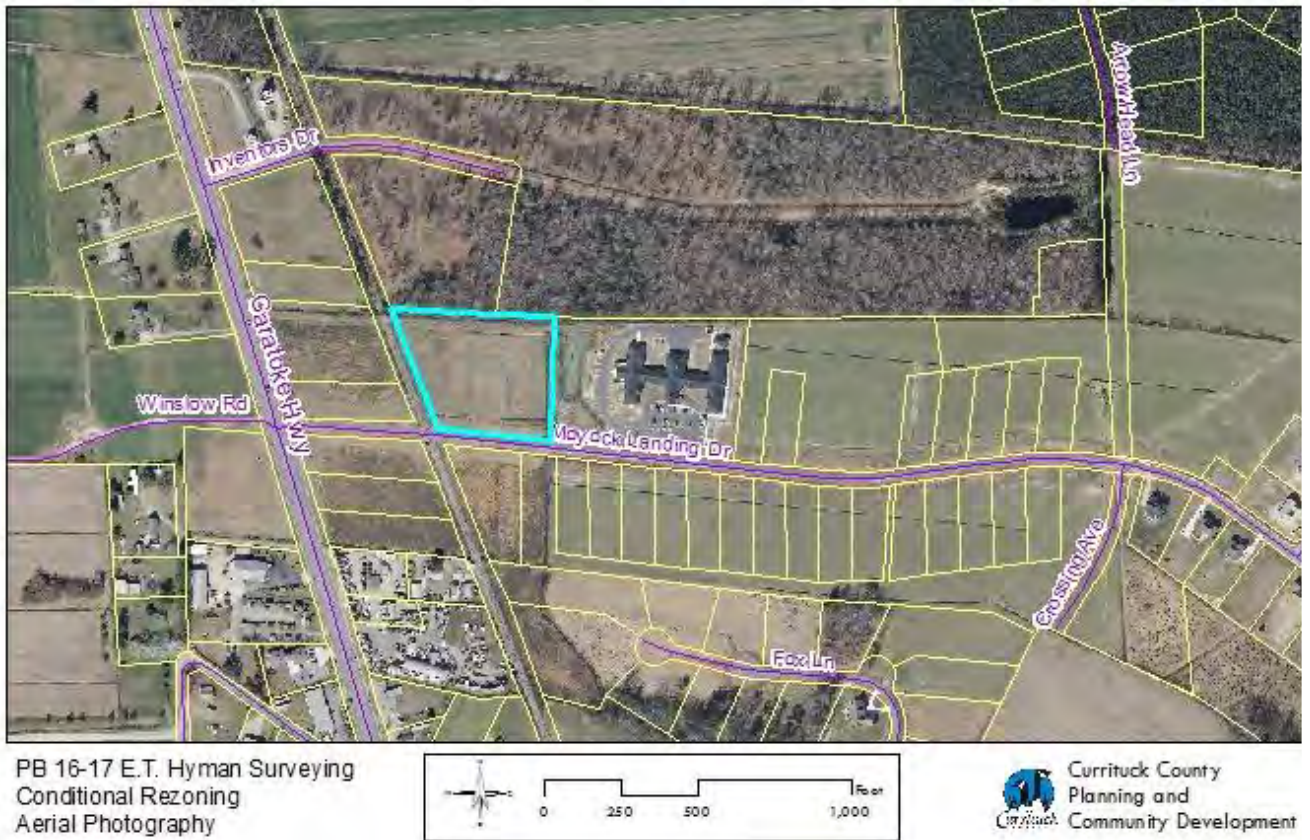 Arrowhead Ln
Inventors Dr
Caratoke Hwy
Winslow Rd
Moyock Landing Dr
Crossing Ave
Fox Ln
PB 16-17 E.T. Hyman Surveying
Conditional Rezoning
Aerial Photography
0 250 500 1,000
Feet
Currituck County
Planning and
Community Development
Currituck